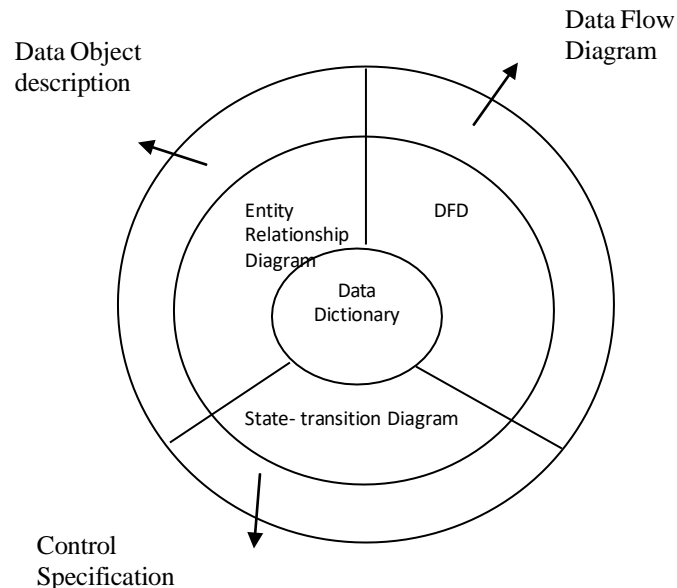 Data Object
description
Data Flow
Diagram
Entity
Relationship
Diagram
DFD
Data
Dictionary
State- transition Diagram
Control
Specification